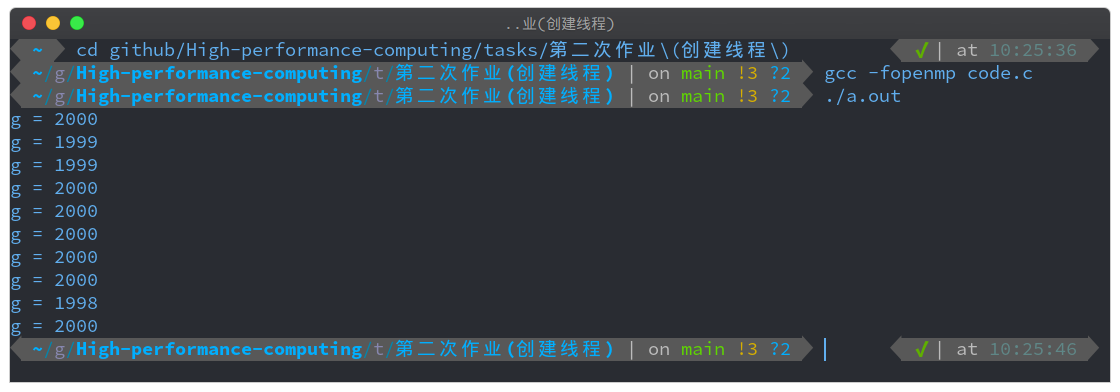 ..业(创建线程)
~ cd github/High-performance-computing/tasks/第二次作业\(创建线程\) ✓ | at 10:25:36
~/g/High-performance-computing/t/第二次作业(创建线程) | on main !3 ?2 gcc -fopenmp code.c
~/g/High-performance-computing/t/第二次作业(创建线程) | on main !3 ?2 ./a.out
g = 2000
g = 1999
g = 1999
g = 2000
g = 2000
g = 2000
g = 2000
g = 2000
g = 1998
g = 2000
~/g/High-performance-computing/t/第二次作业(创建线程) | on main !3 ?2 ✓ | at 10:25:46